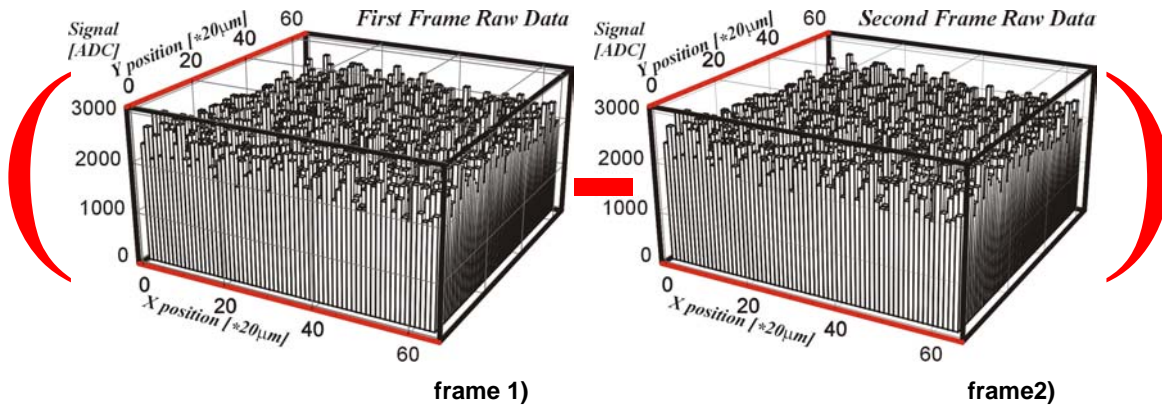 First Frame Raw Data
Signal
[ADC]
Y position [*20µm]
0
20
40
60
3000
2000
1000
0
0
20
40
60
X position [*20µm]
frame 1)
Second Frame Raw Data
Signal
[ADC]
Y position [*20µm]
0
20
40
60
3000
2000
1000
0
0
20
40
60
X position [*20µm]
frame2)